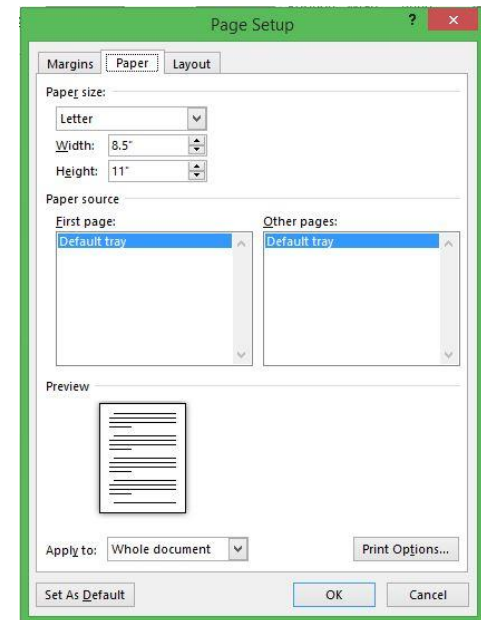 Page Setup ? ×
Margins Paper Layout
Paper size:
Letter
Width: 8.5"
Height: 11"
Paper source
First page: Other pages:
Default tray Default tray
Preview
Apply to: Whole document Print Options...
Set As Default OK Cancel